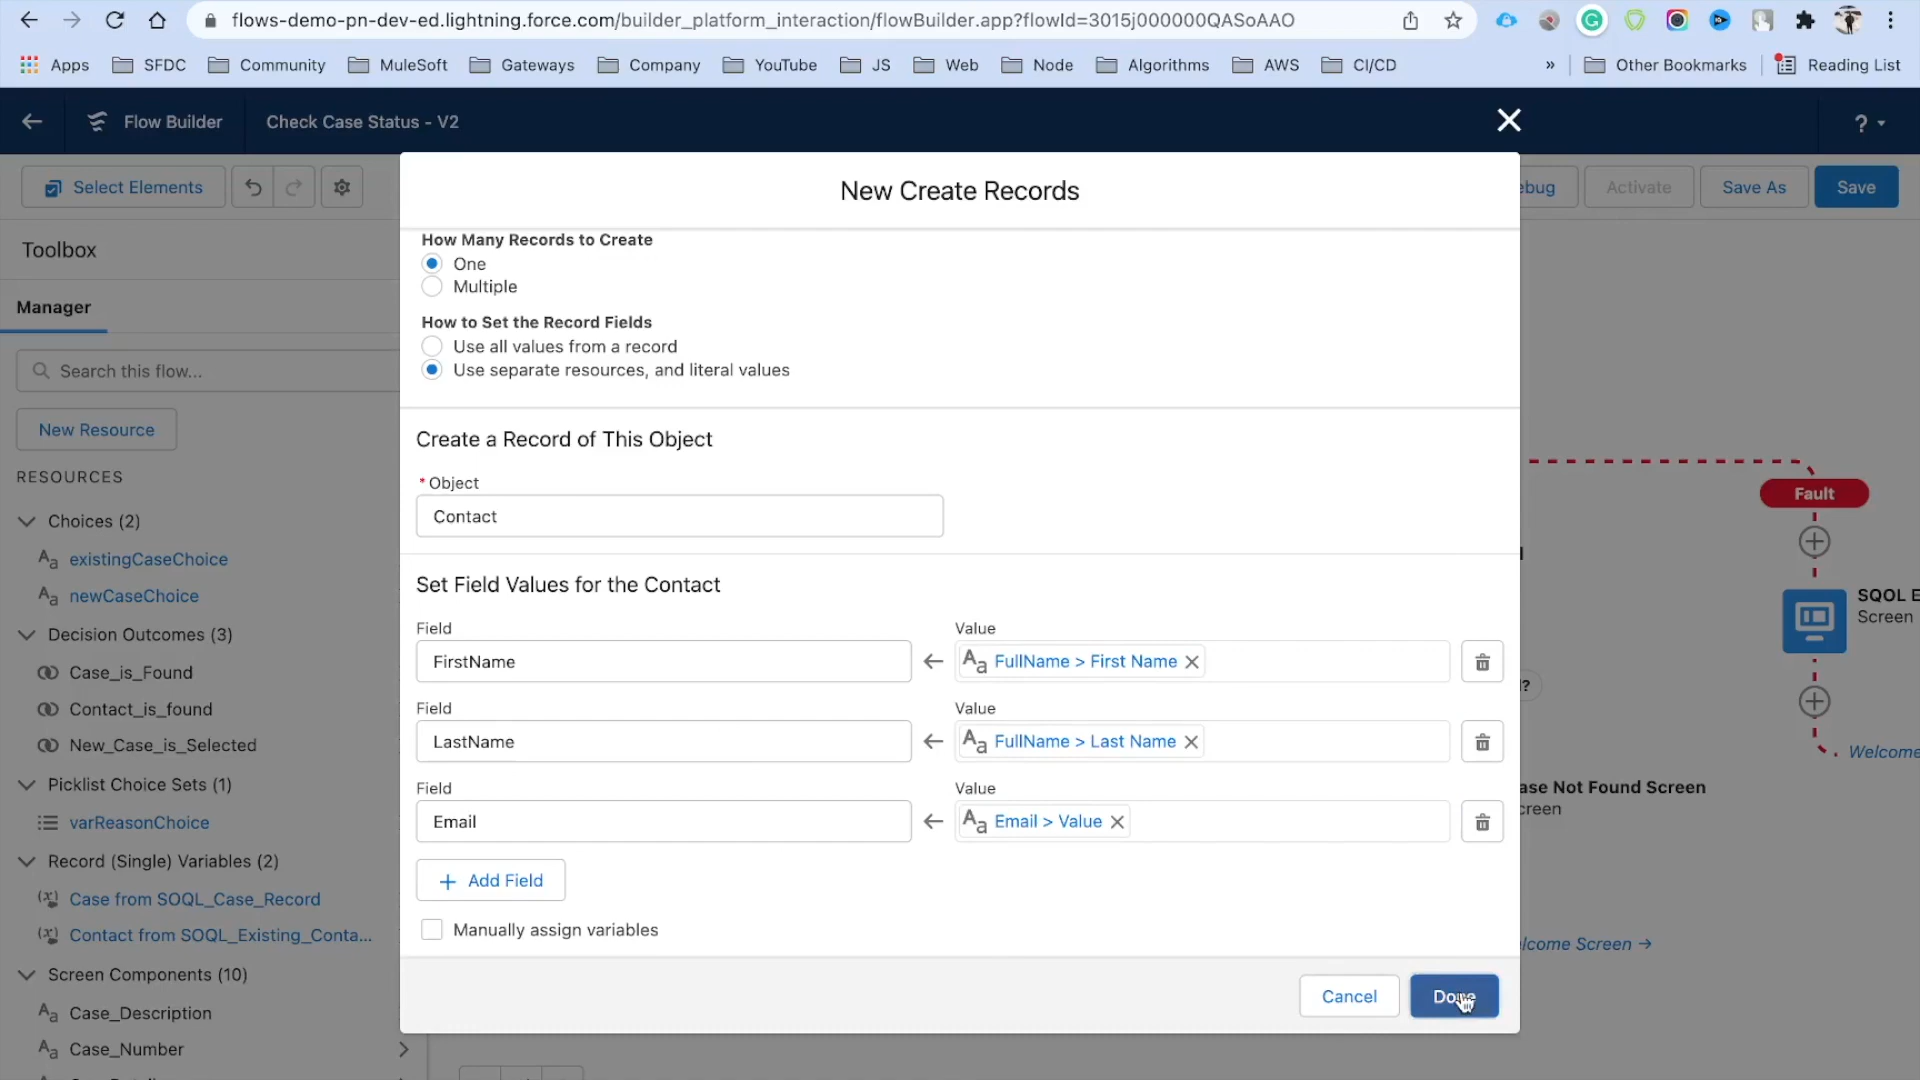 flows-demo-pn-dev-ed.lightning.force.com/builder_platform_interaction/flowBuilder.app?flowId=3015j000000QASoAAO
Apps SFDC Community MuleSoft Gateways Company YouTube JS Web Node Algorithms AWS CI/CD » Other Bookmarks Reading List
Flow Builder Check Case Status - V2 ?
Select Elements ebug Activate Save As Save
New Create Records
Toolbox
Manager
Search this flow...
New Resource
RESOURCES
Choices (2)
Aa existingCaseChoice
Aa newCaseChoice
Decision Outcomes (3)
Case_is_Found
Contact_is_found
New_Case_is_Selected
Picklist Choice Sets (1)
varReasonChoice
Record (Single) Variables (2)
Case from SOQL_Case_Record
Contact from SOQL_Existing_Conta...
Screen Components (10)
Aa Case_Description
Aa Case_Number
How Many Records to Create
One
Multiple
How to Set the Record Fields
Use all values from a record
Use separate resources, and literal values
Create a Record of This Object
* Object
Contact
Set Field Values for the Contact
Field Value
FirstName ← Aa FullName > First Name ×
Field Value
LastName ← Aa FullName > Last Name ×
Field Value
Email ← Aa Email > Value ×
+ Add Field
Manually assign variables
Cancel Done
Fault
SQOL E
Screen
?
Welcome
ase Not Found Screen
creen
lcome Screen →